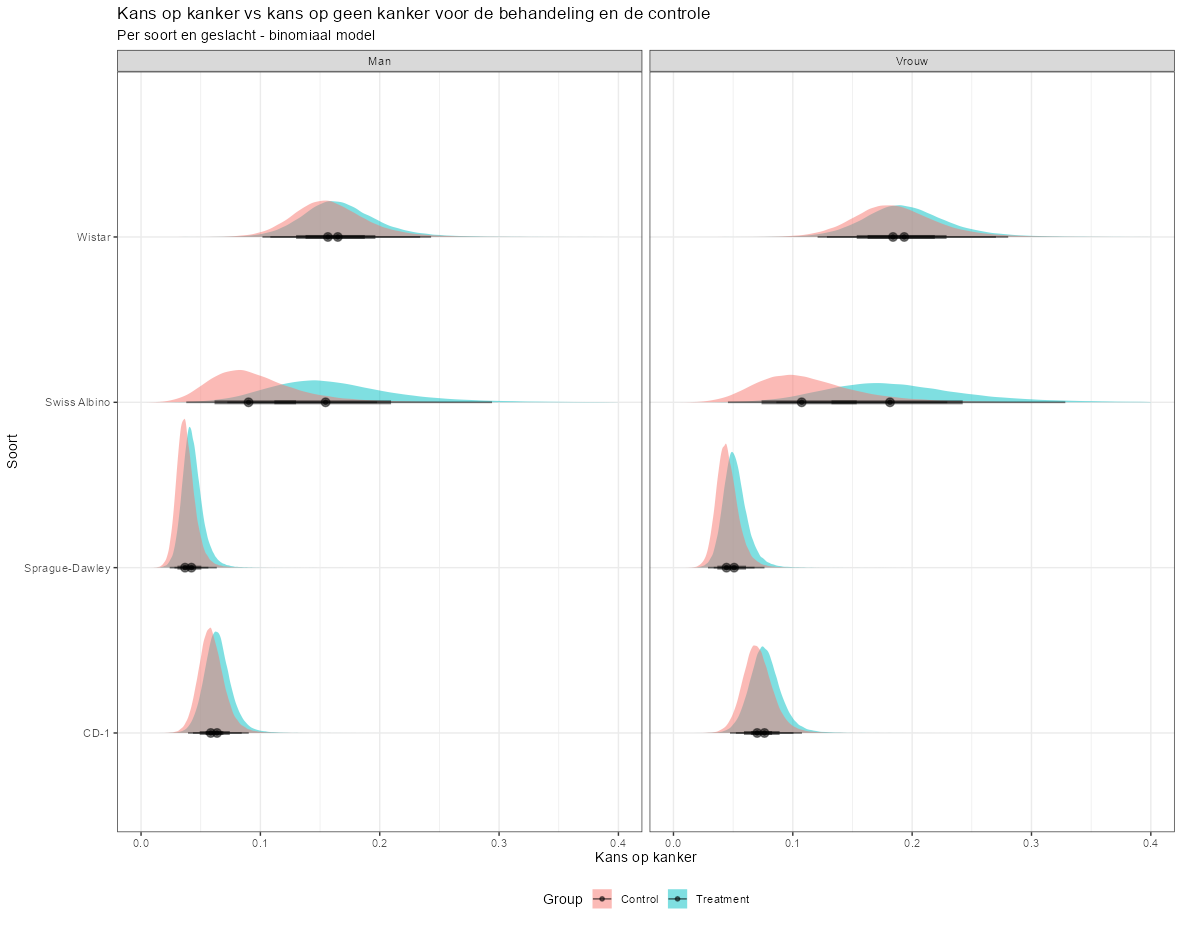 Kans op kanker vs kans op geen kanker voor de behandeling en de controle
Per soort en geslacht - binomiaal model
Man
Vrouw
Soort
Wistar
Swiss Albino
Sprague-Dawley
CD-1
0.0 0.1 0.2 0.3 0.4
0.0 0.1 0.2 0.3 0.4
Kans op kanker
Group Control Treatment